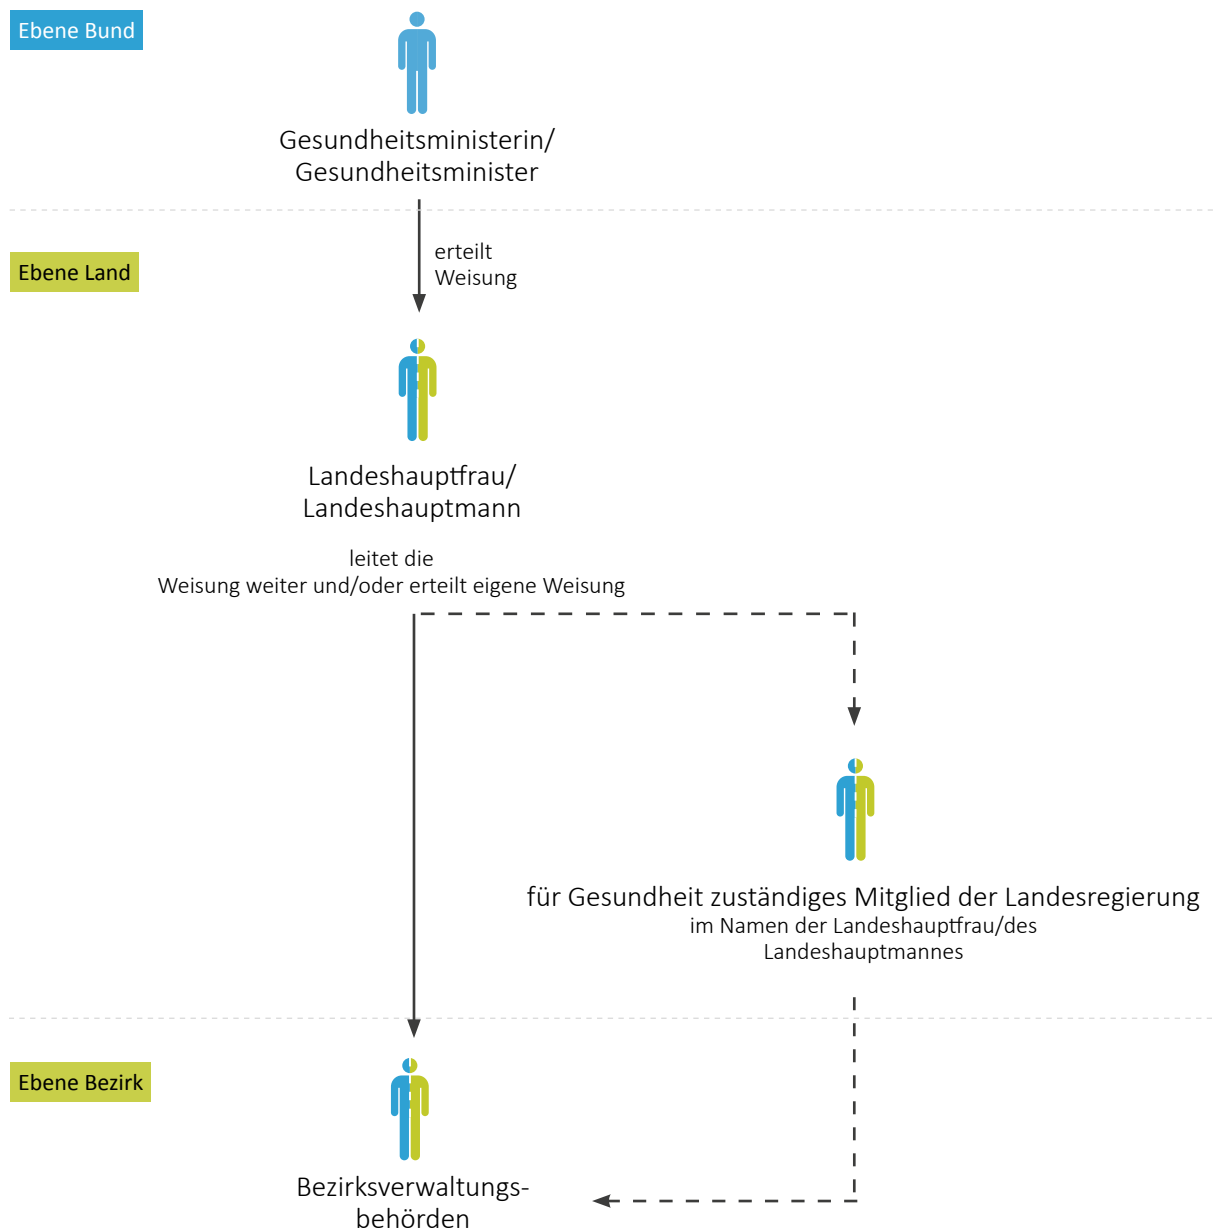 Ebene Bund
Gesundheitsministerin/
Gesundheitsminister
erteilt
Weisung
Ebene Land
Landeshauptfrau/
Landeshauptmann
leitet die
Weisung weiter und/oder erteilt eigene Weisung
für Gesundheit zuständiges Mitglied der Landesregierung
im Namen der Landeshauptfrau/des
Landeshauptmannes
Ebene Bezirk
Bezirksverwaltungs-
behörden